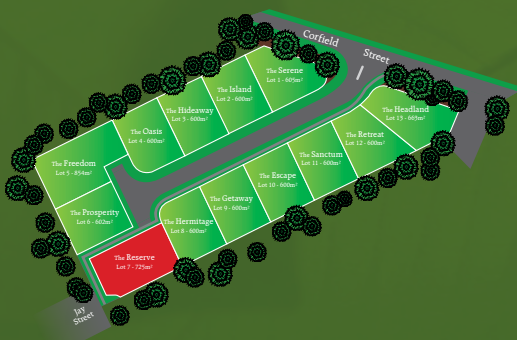 Corfield
Street
The Serene
Lot 1 - 605m²
The Island
Lot 2 - 600m²
The Hideaway
Lot 3 - 600m²
The Oasis
Lot 4 - 600m²
The Freedom
Lot 5 - 834m²
The Prosperity
Lot 6 - 602m²
The Reserve
Lot 7 - 725m²
The Hermitage
Lot 8 - 600m²
The Getaway
Lot 9 - 600m²
The Escape
Lot 10 - 600m²
The Sanctum
Lot 11 - 600m²
The Retreat
Lot 12 - 600m²
The Headland
Lot 13 - 663m²
Jay
Street